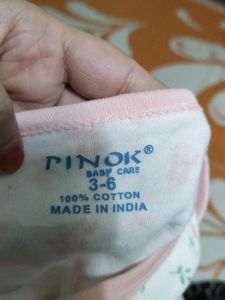 PINOK®
BABY CARE
3-6
100% COTTON
MADE IN INDIA